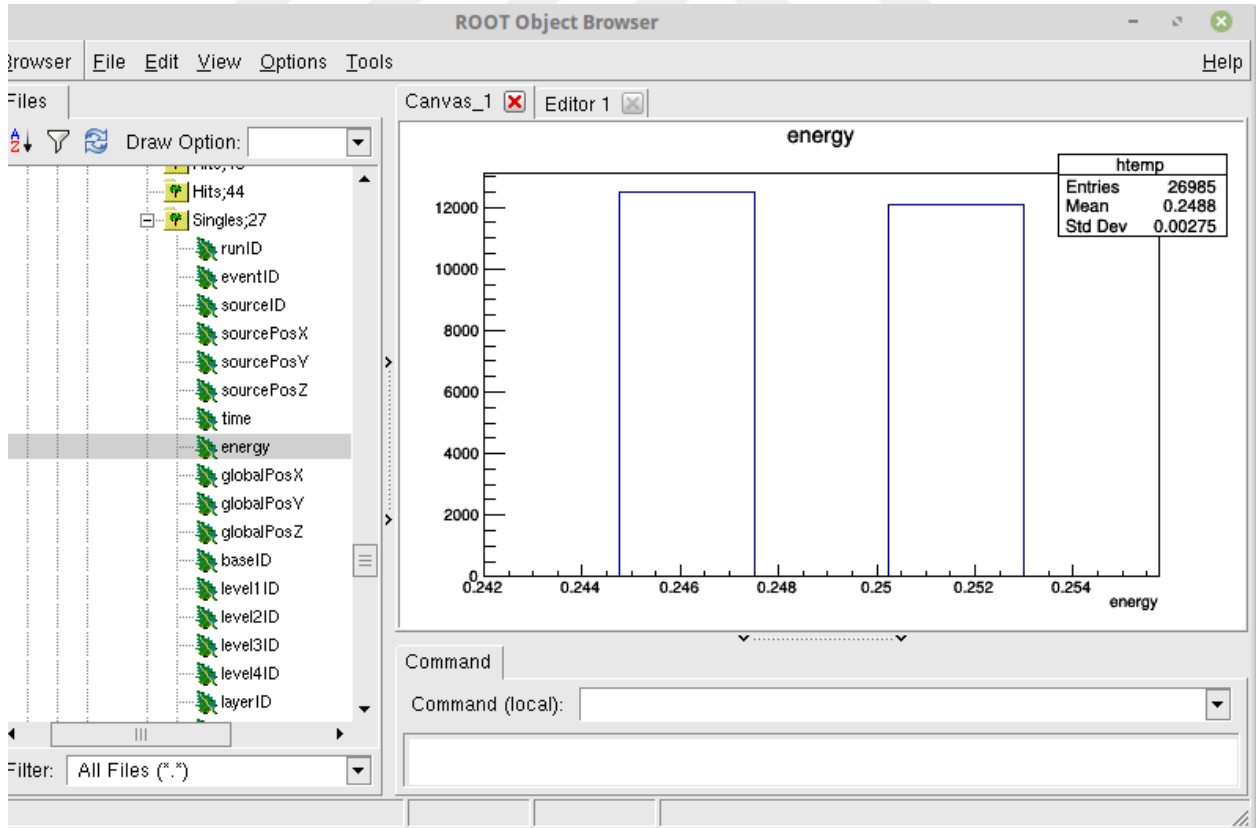 ROOT Object Browser
Browser File Edit View Options Tools Help
Files
Draw Option:
Hits;44
Singles;27
runID
eventID
sourceID
sourcePosX
sourcePosY
sourcePosZ
time
energy
globalPosX
globalPosY
globalPosZ
baseID
level1ID
level2ID
level3ID
level4ID
layerID
Filter: All Files (*.*)
Canvas_1 Editor 1
energy
htemp
Entries 26985
Mean 0.2488
Std Dev 0.00275
12000
10000
8000
6000
4000
2000
0
0.242 0.244 0.246 0.248 0.25 0.252 0.254
energy
Command
Command (local):